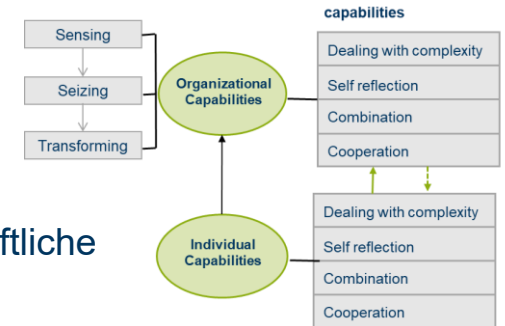 capabilities
Sensing
Seizing
Transforming
Organizational
Capabilities
Dealing with complexity
Self reflection
Combination
Cooperation
ftliche
Individual
Capabilities
Dealing with complexity
Self reflection
Combination
Cooperation